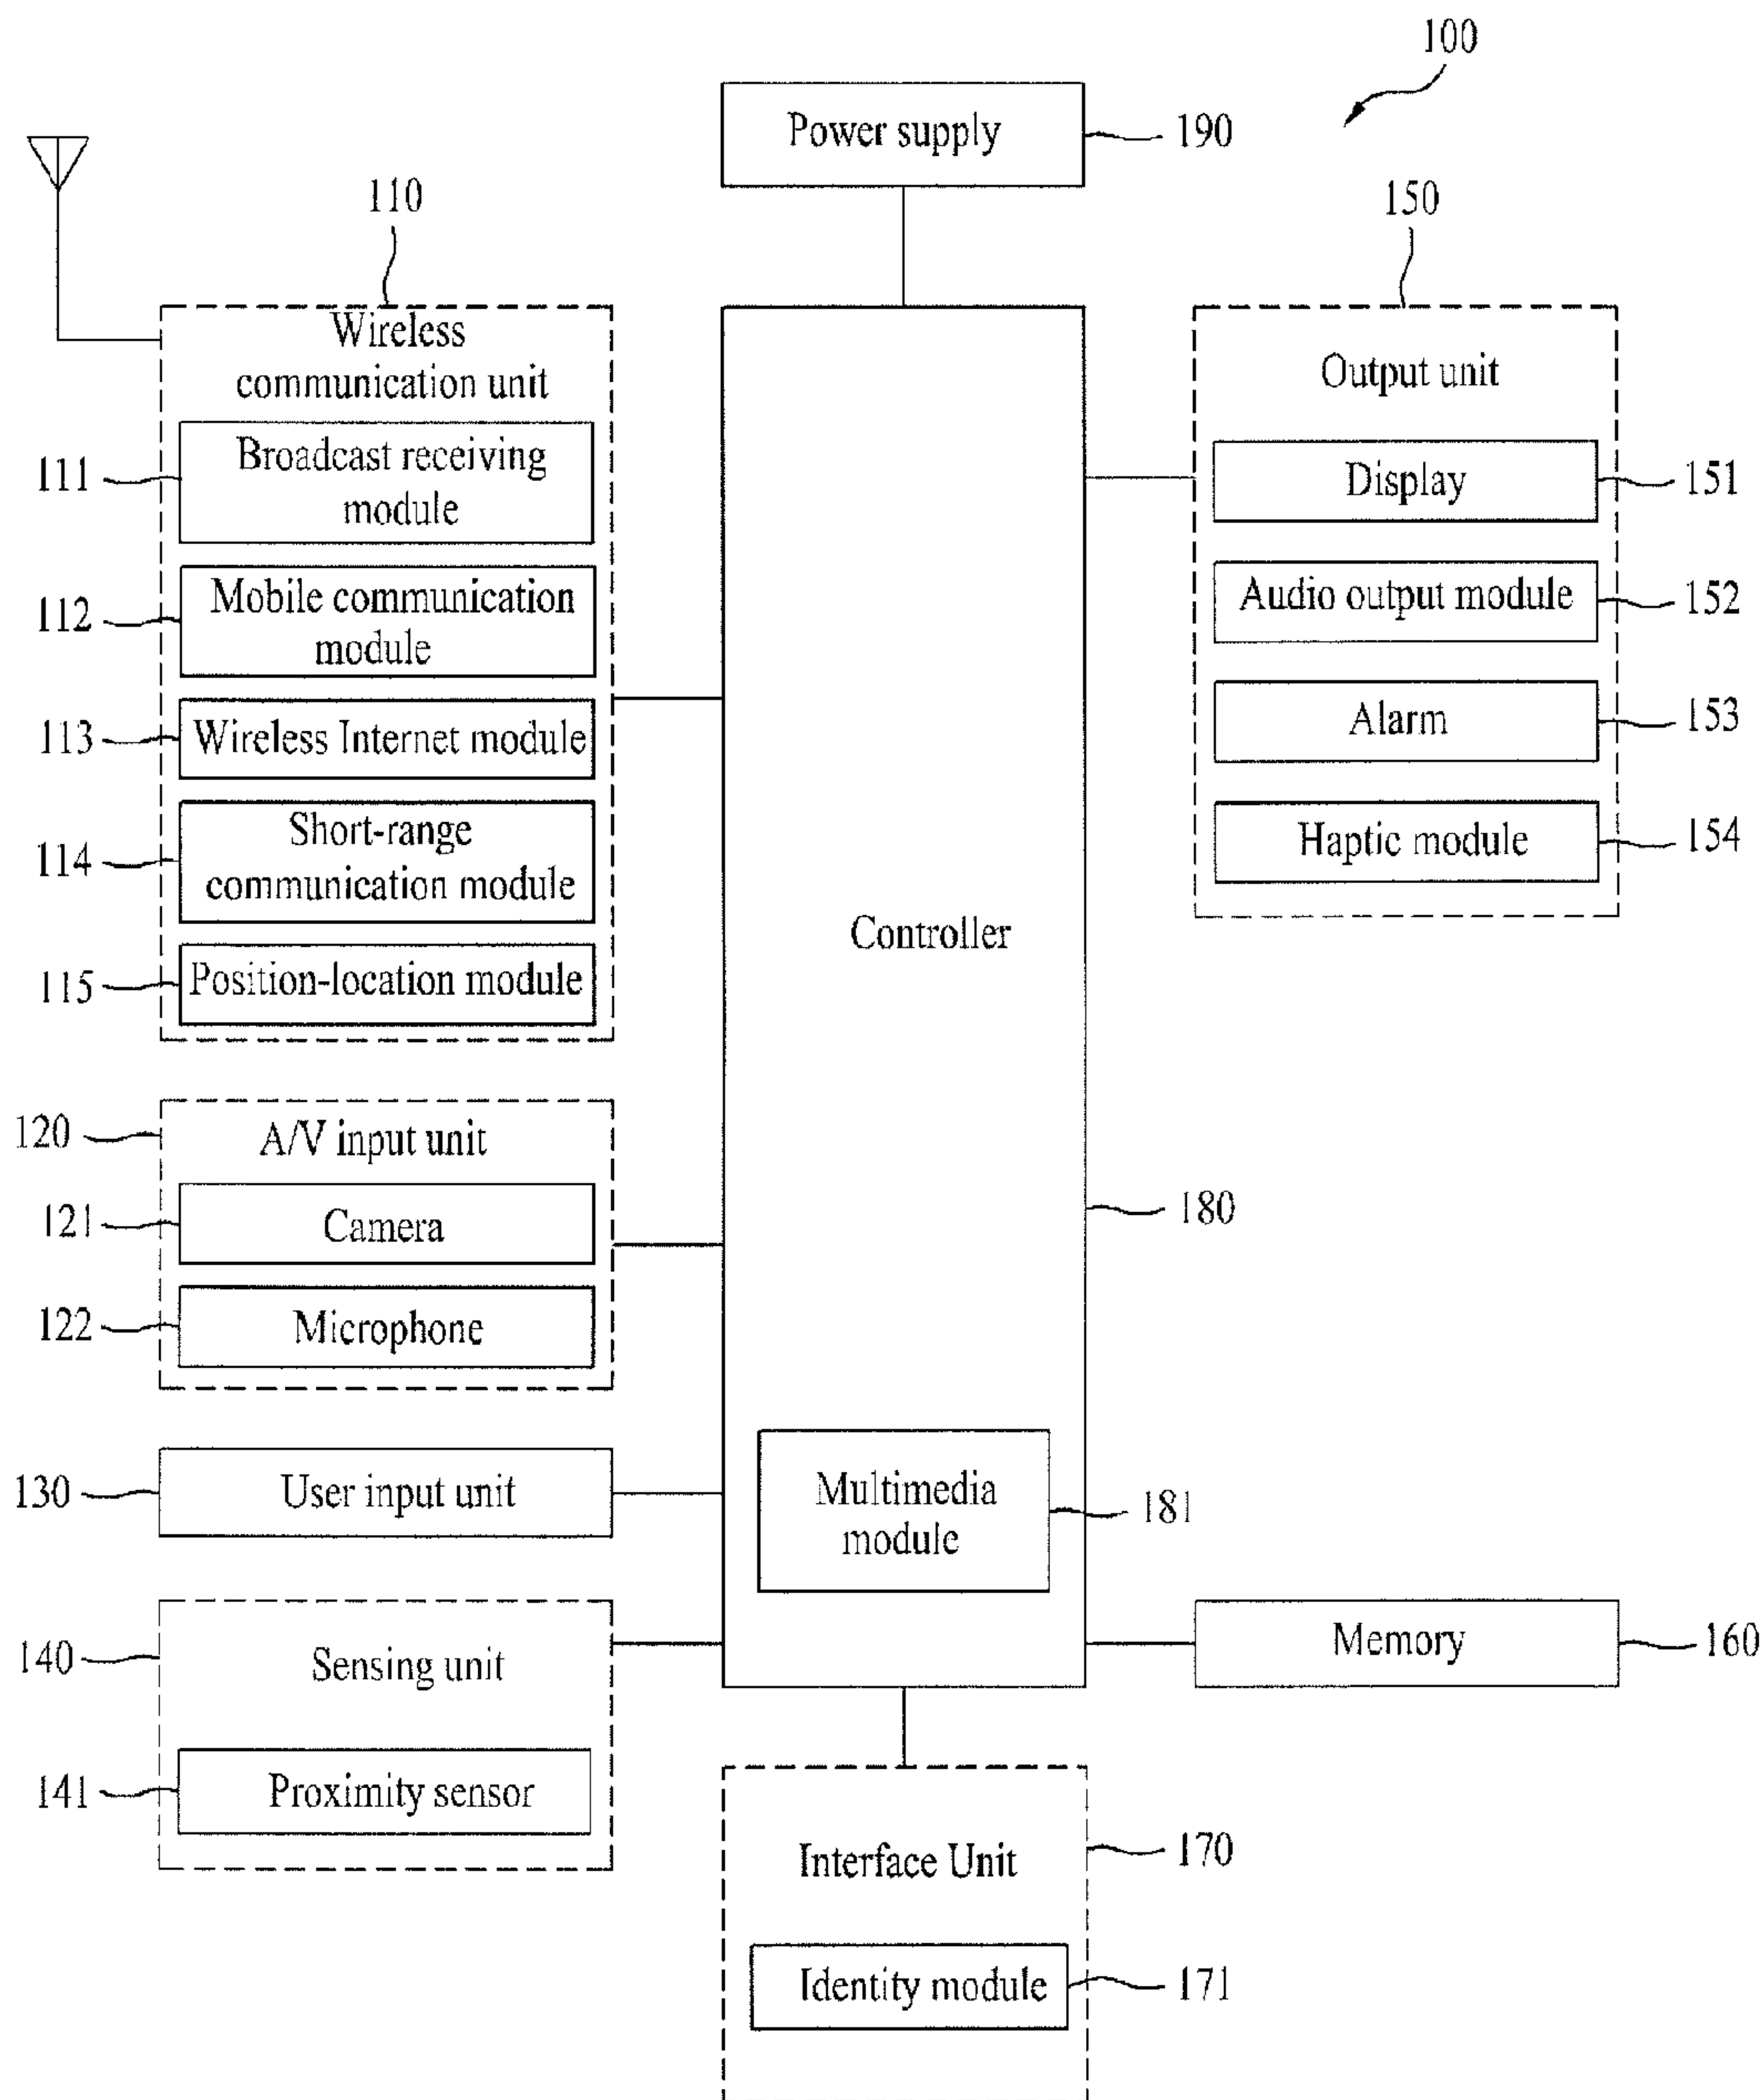 100
Power supply
190
110
150
Wireless
communication unit
Output unit
111
Broadcast receiving
module
Display
151
112
Mobile communication
module
Audio output module
152
113
Wireless Internet module
Alarm
153
114
Short-range
communication module
Haptic module
154
Controller
115
Position-location module
120
A/V input unit
180
121
Camera
122
Microphone
130
User input unit
Multimedia
module
181
140
Sensing unit
Memory
160
141
Proximity sensor
Interface Unit
170
Identity module
171